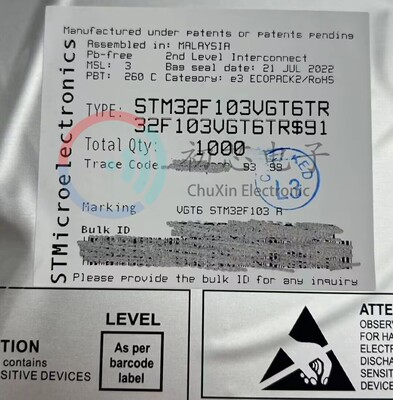 Manufactured under patents or patents pending
Assembled in: MALAYSIA
Pb-free 2nd Level Interconnect
MSL: 3 Bag seal date: 21 JUL 2022
PBT: 260 C Category: e3 ECOPACK2/RoHS
TYPE: STM32F103VGT6TR
32F103VGT6TR$91
Total Qty: 1000
Trace Code 93 98
ChuXin Electronic
Marking VGT6 STM32F103 A
Bulk ID
Please provide the bulk ID for any inquiry
STMicroelectronics
LEVEL
As per
barcode
label
TION
contains
SITIVE DEVICES
ATTE
OBSERV
FOR HA
ELECTR
DISCHA
SENSIT
DEVICE